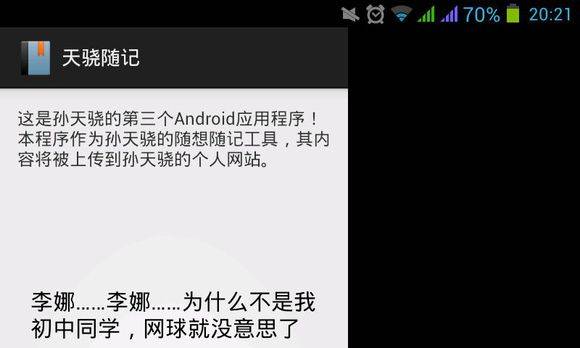 70% 20:21
天骁随记
这是孙天骁的第三个Android应用程序！
本程序作为孙天骁的随想随记工具，其内
容将被上传到孙天骁的个人网站。
李娜……李娜……为什么不是我
初中同学，网球就没意思了